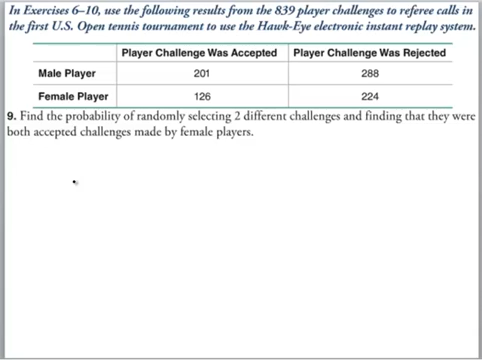 In Exercises 6–10, use the following results from the 839 player challenges to referee calls in
the first U.S. Open tennis tournament to use the Hawk-Eye electronic instant replay system.
Player Challenge Was Accepted Player Challenge Was Rejected
Male Player 201 288
Female Player 126 224
9. Find the probability of randomly selecting 2 different challenges and finding that they were
both accepted challenges made by female players.